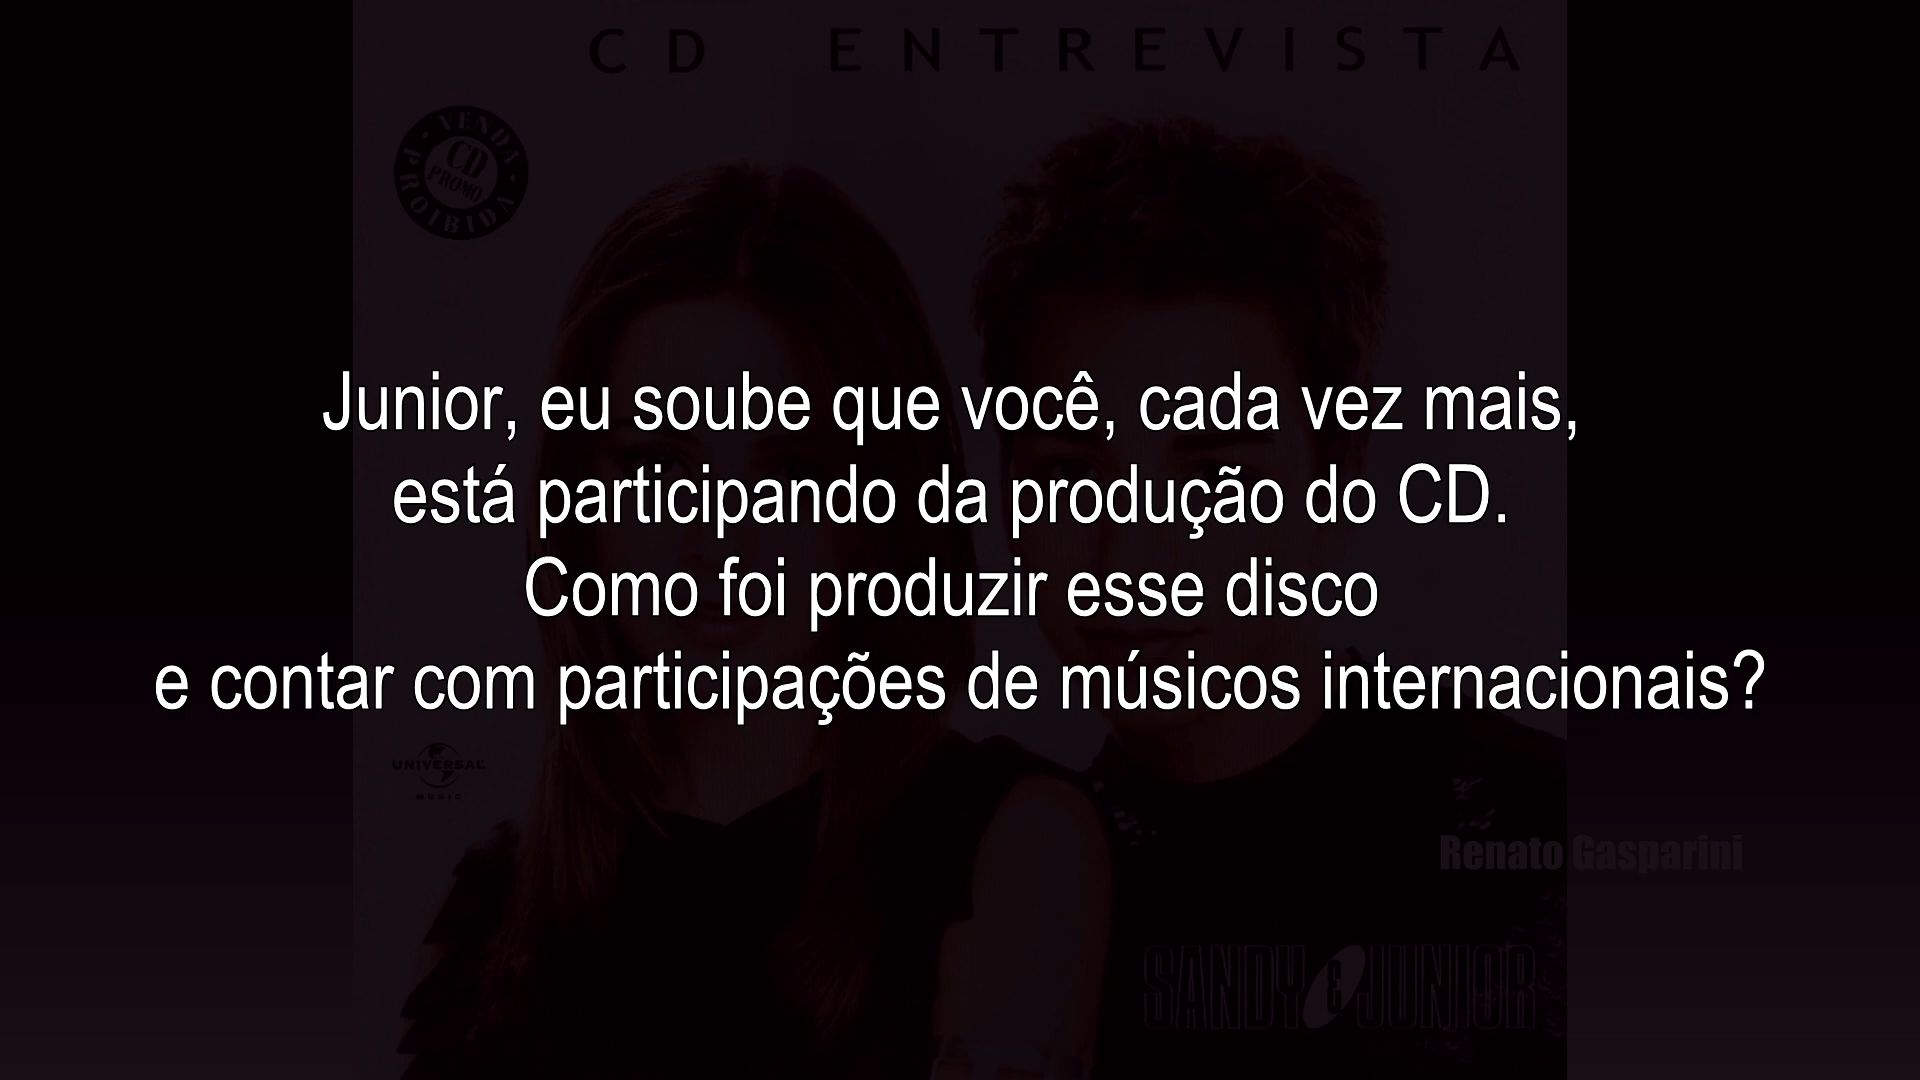 CD ENTREVISTA
VENDA PROIBIDA
CD
PROMO
Junior, eu soube que você, cada vez mais,
está participando da produção do CD.
Como foi produzir esse disco
e contar com participações de músicos internacionais?
UNIVERSAL
MUSIC
Renato Gasparini
SANDY & JUNIOR